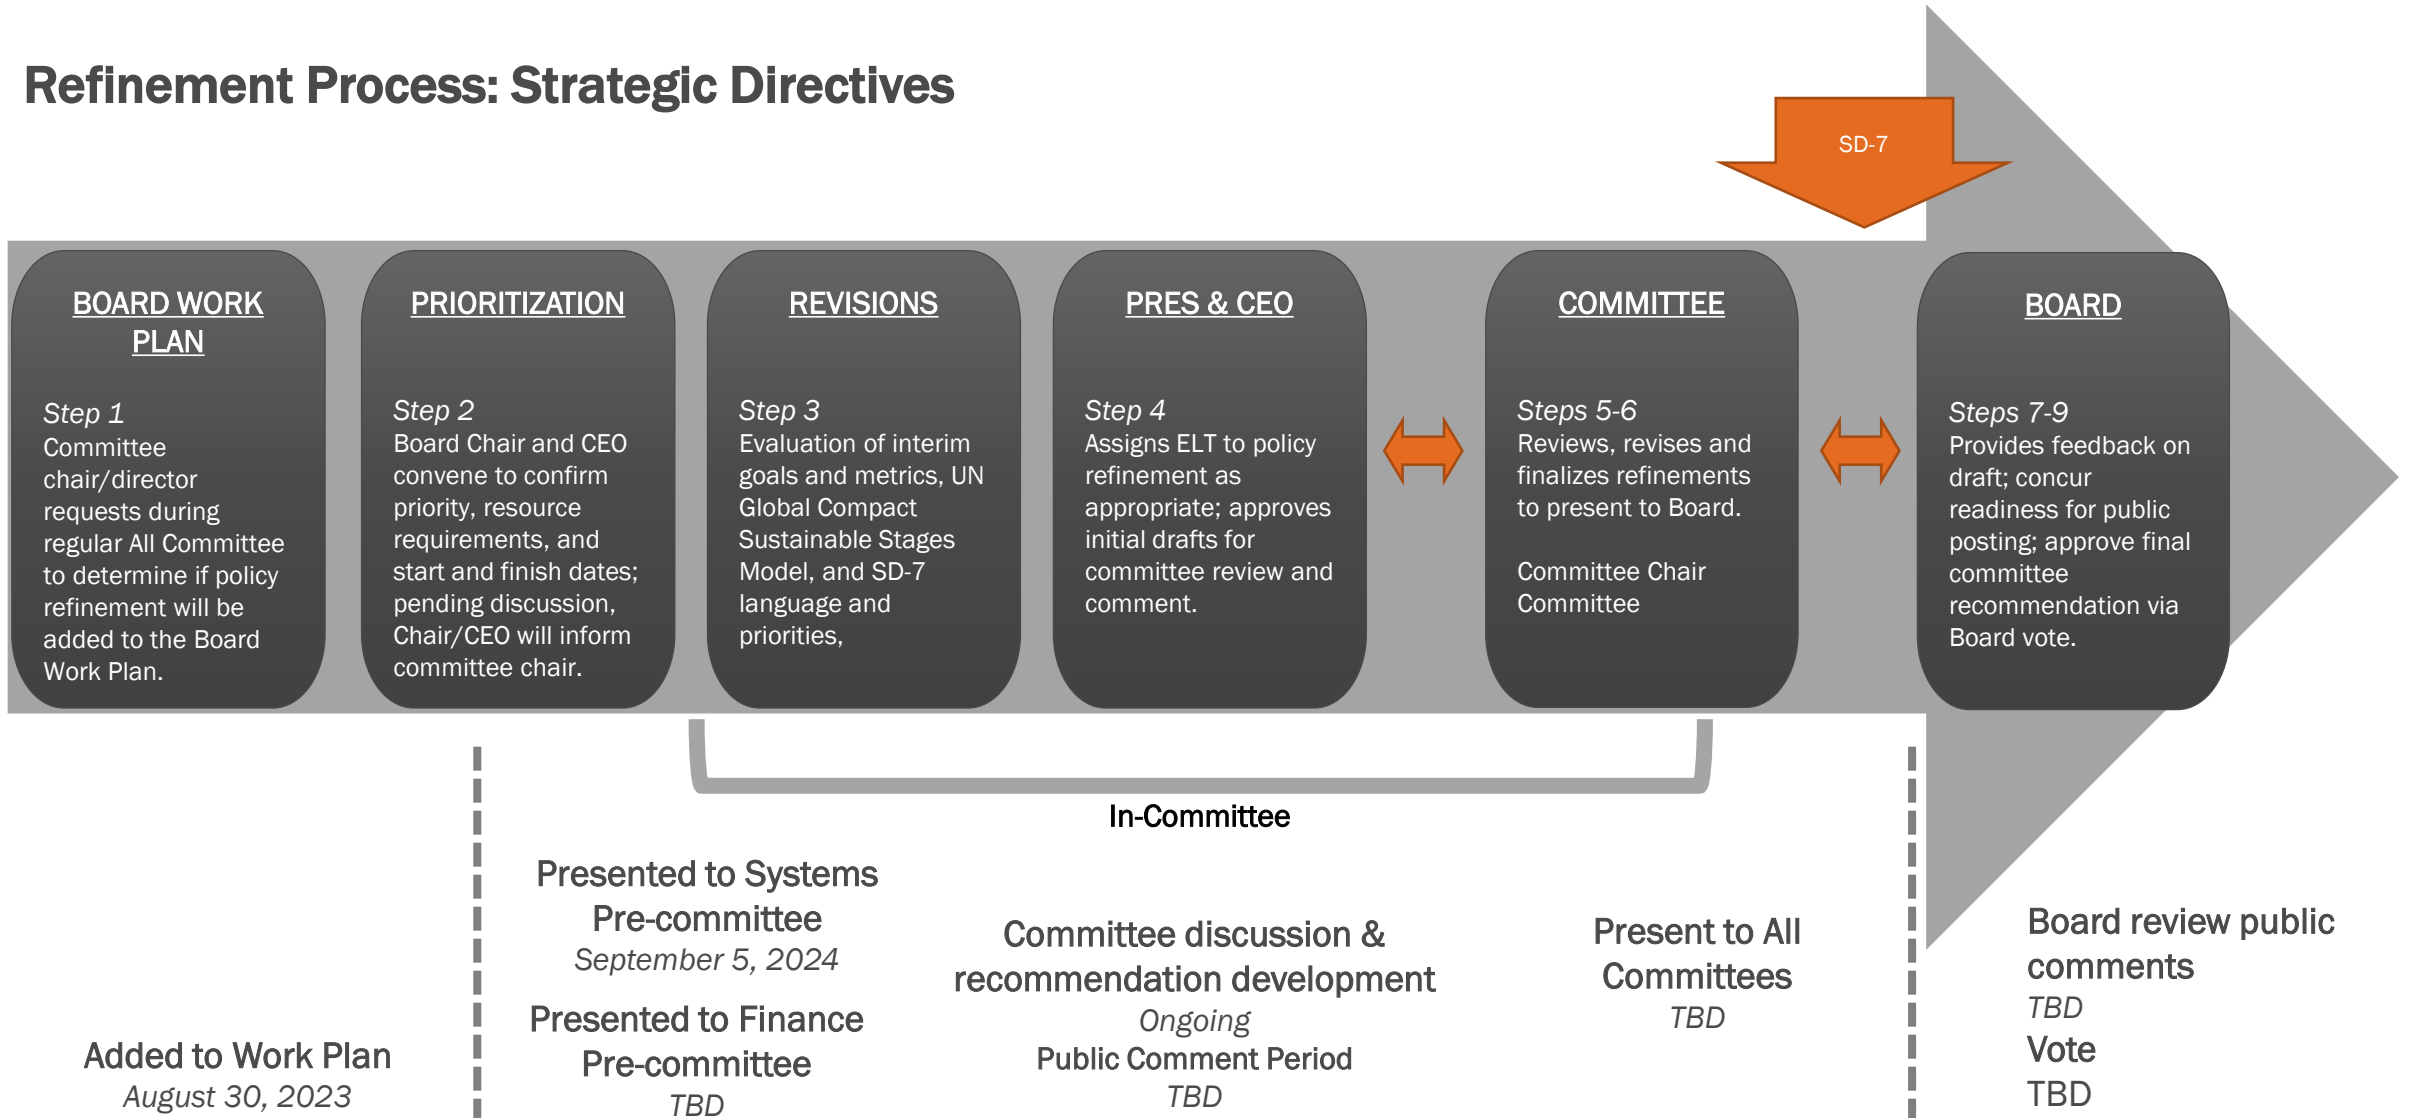 Refinement Process: Strategic Directives
SD-7
BOARD WORK
PLAN
Step 1
Committee
chair/director
requests during
regular All Committee
to determine if policy
refinement will be
added to the Board
Work Plan.
PRIORITIZATION
Step 2
Board Chair and CEO
convene to confirm
priority, resource
requirements, and
start and finish dates;
pending discussion,
Chair/CEO will inform
committee chair.
REVISIONS
Step 3
Evaluation of interim
goals and metrics, UN
Global Compact
Sustainable Stages
Model, and SD-7
language and
priorities,
PRES & CEO
Step 4
Assigns ELT to policy
refinement as
appropriate; approves
initial drafts for
committee review and
comment.
COMMITTEE
Steps 5-6
Reviews, revises and
finalizes refinements
to present to Board.
Committee Chair
Committee
BOARD
Steps 7-9
Provides feedback on
draft; concur
readiness for public
posting; approve final
committee
recommendation via
Board vote.
In-Committee
Added to Work Plan
August 30, 2023
Presented to Systems
Pre-committee
September 5, 2024
Presented to Finance
Pre-committee
TBD
Committee discussion &
recommendation development
Ongoing
Public Comment Period
TBD
Present to All
Committees
TBD
Board review public
comments
TBD
Vote
TBD